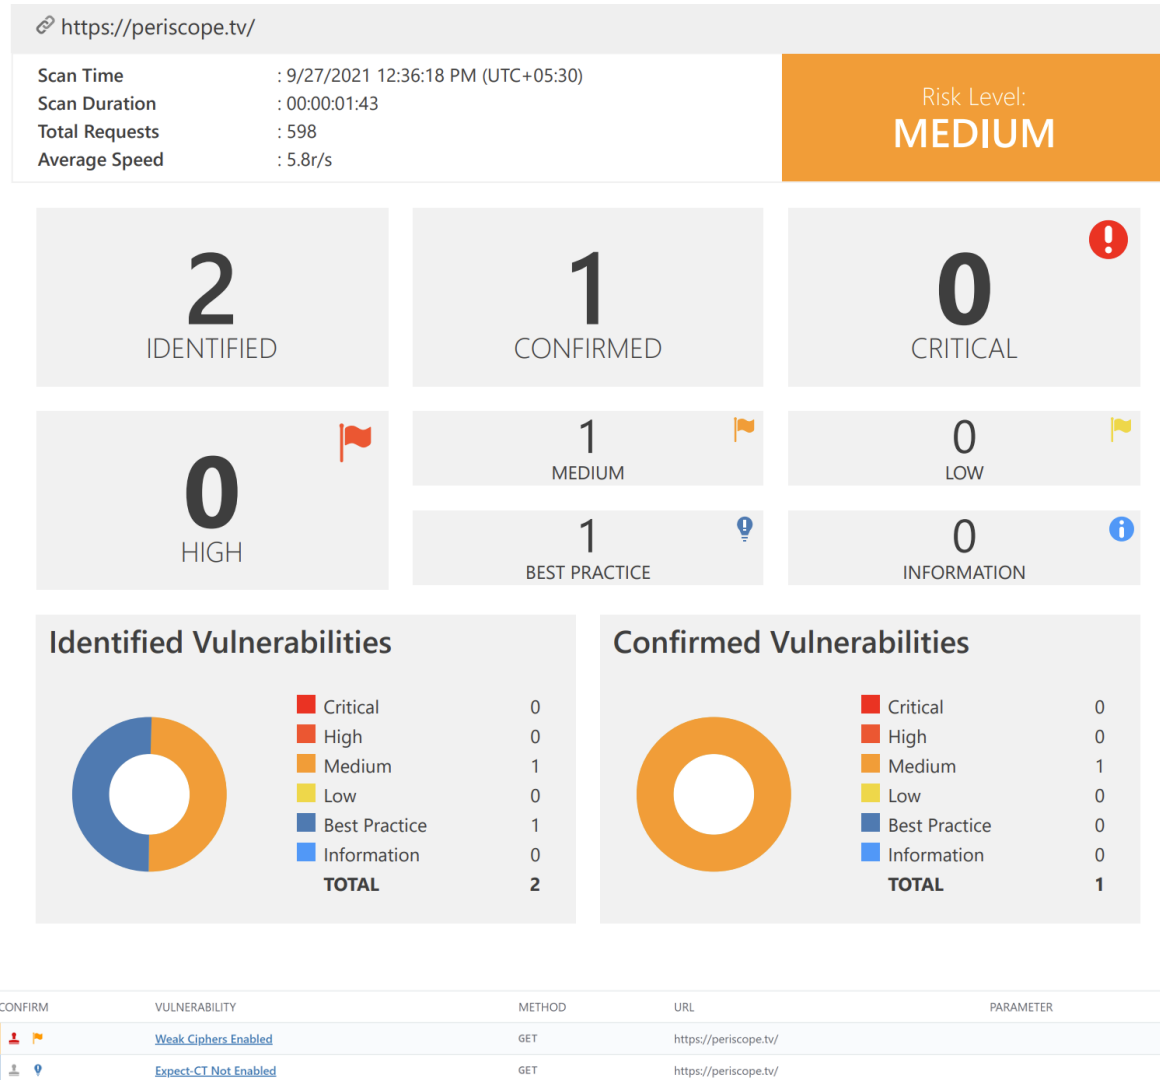 https://periscope.tv/
Scan Time : 9/27/2021 12:36:18 PM (UTC+05:30)
Scan Duration : 00:00:01:43
Total Requests : 598
Average Speed : 5.8r/s
Risk Level:
MEDIUM
2
IDENTIFIED
1
CONFIRMED
0
CRITICAL
0
HIGH
1
MEDIUM
0
LOW
1
BEST PRACTICE
0
INFORMATION
Identified Vulnerabilities
Critical 0
High 0
Medium 1
Low 0
Best Practice 1
Information 0
TOTAL 2
Confirmed Vulnerabilities
Critical 0
High 0
Medium 1
Low 0
Best Practice 0
Information 0
TOTAL 1
CONFIRM VULNERABILITY METHOD URL PARAMETER
Weak Ciphers Enabled GET https://periscope.tv/
Expect-CT Not Enabled GET https://periscope.tv/